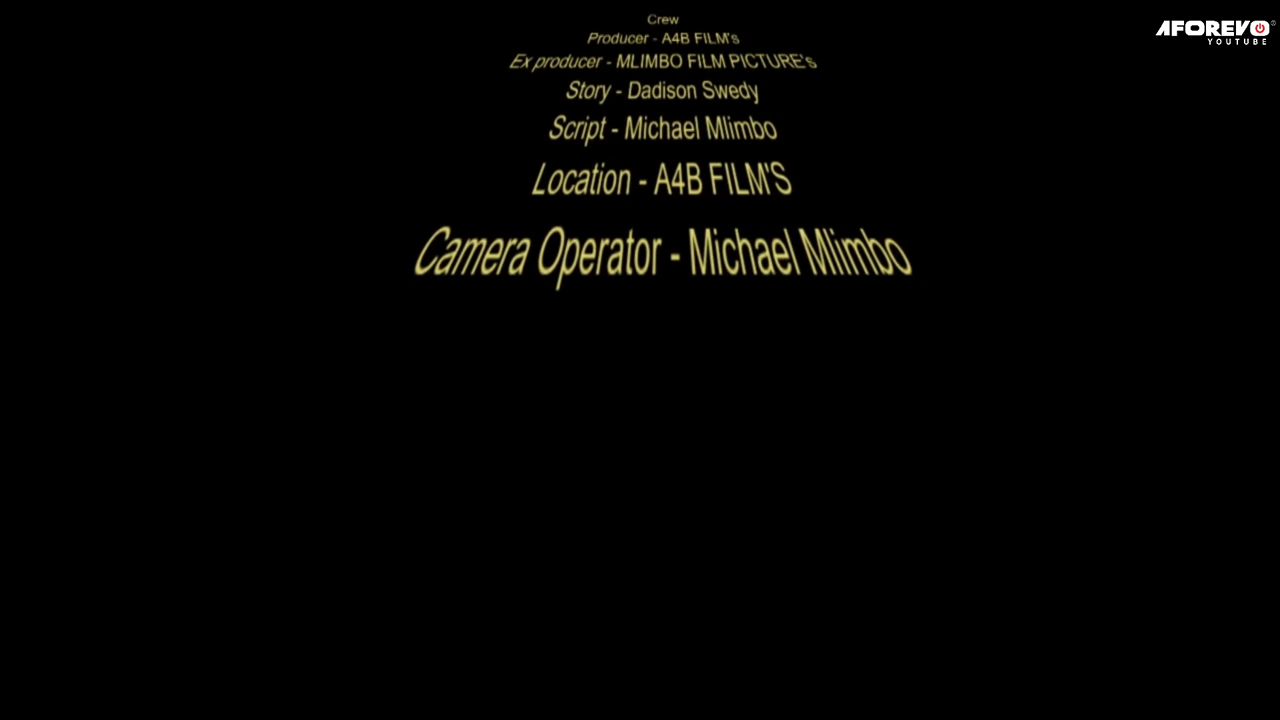 Crew
Producer - A4B FILM's
Ex producer - MLIMBO FILM PICTURE's
Story - Dadison Swedy
Script - Michael Mlimbo
Location - A4B FILM'S
Camera Operator - Michael Mlimbo
AFOREVO
YOUTUBE